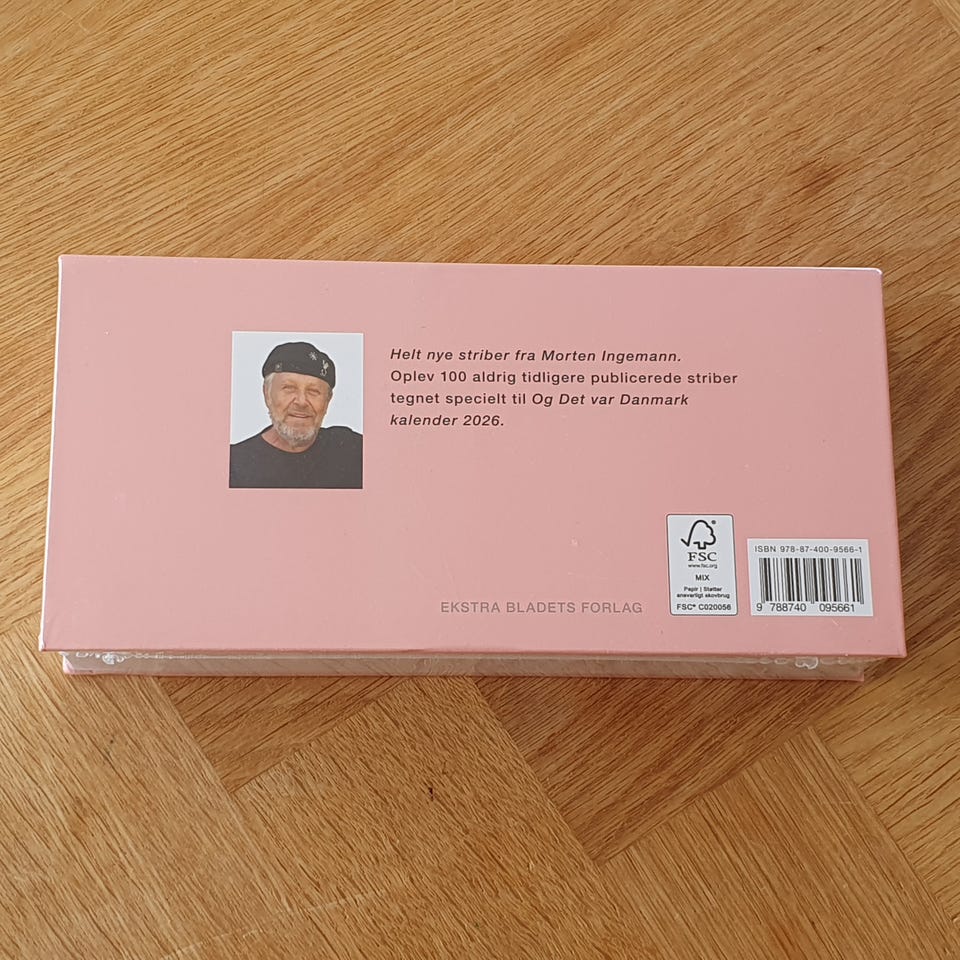 Helt nye striber fra Morten Ingemann.
Oplev 100 aldrig tidligere publicerede striber
tegnet specielt til Og Det var Danmark
kalender 2026.
EKSTRA BLADETS FORLAG
FSC
www.fsc.org
MIX
Papir | Støtter
ansvarligt skovbrug
FSC® C020056
ISBN 978-87-400-9566-1
9 788740 095661